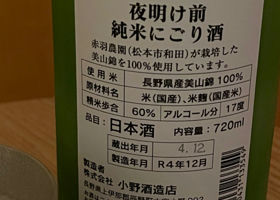 夜明け前
純米にごり酒
赤羽農園(松本市和田)が栽培した
美山錦を100%使用しています。
使用米 長野県産美山錦100%
原材料名 米(国産)、米麹(国産米)
精米歩合 60% アルコール分 17度
品目 日本酒 内容量 720ml
蔵出年月 4.12
製造年月 R4年12月
製造者
株式会社 小野酒造店